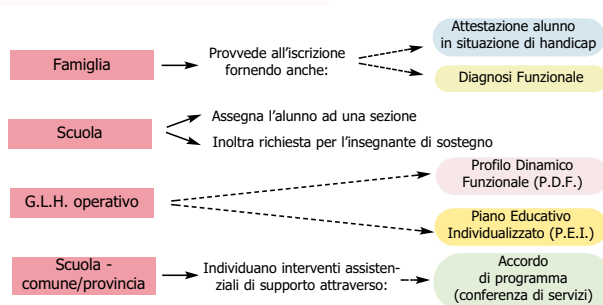 Famiglia
Provvede all'iscrizione
fornendo anche:
Attestazione alunno
in situazione di handicap
Diagnosi Funzionale
Scuola
Assegna l'alunno ad una sezione
Inoltra richiesta per l'insegnante di sostegno
G.L.H. operativo
Profilo Dinamico
Funzionale (P.D.F.)
Piano Educativo
Individualizzato (P.E.I.)
Scuola -
comune/provincia
Individuano interventi assisten-
ziali di supporto attraverso:
Accordo
di programma
(conferenza di servizi)